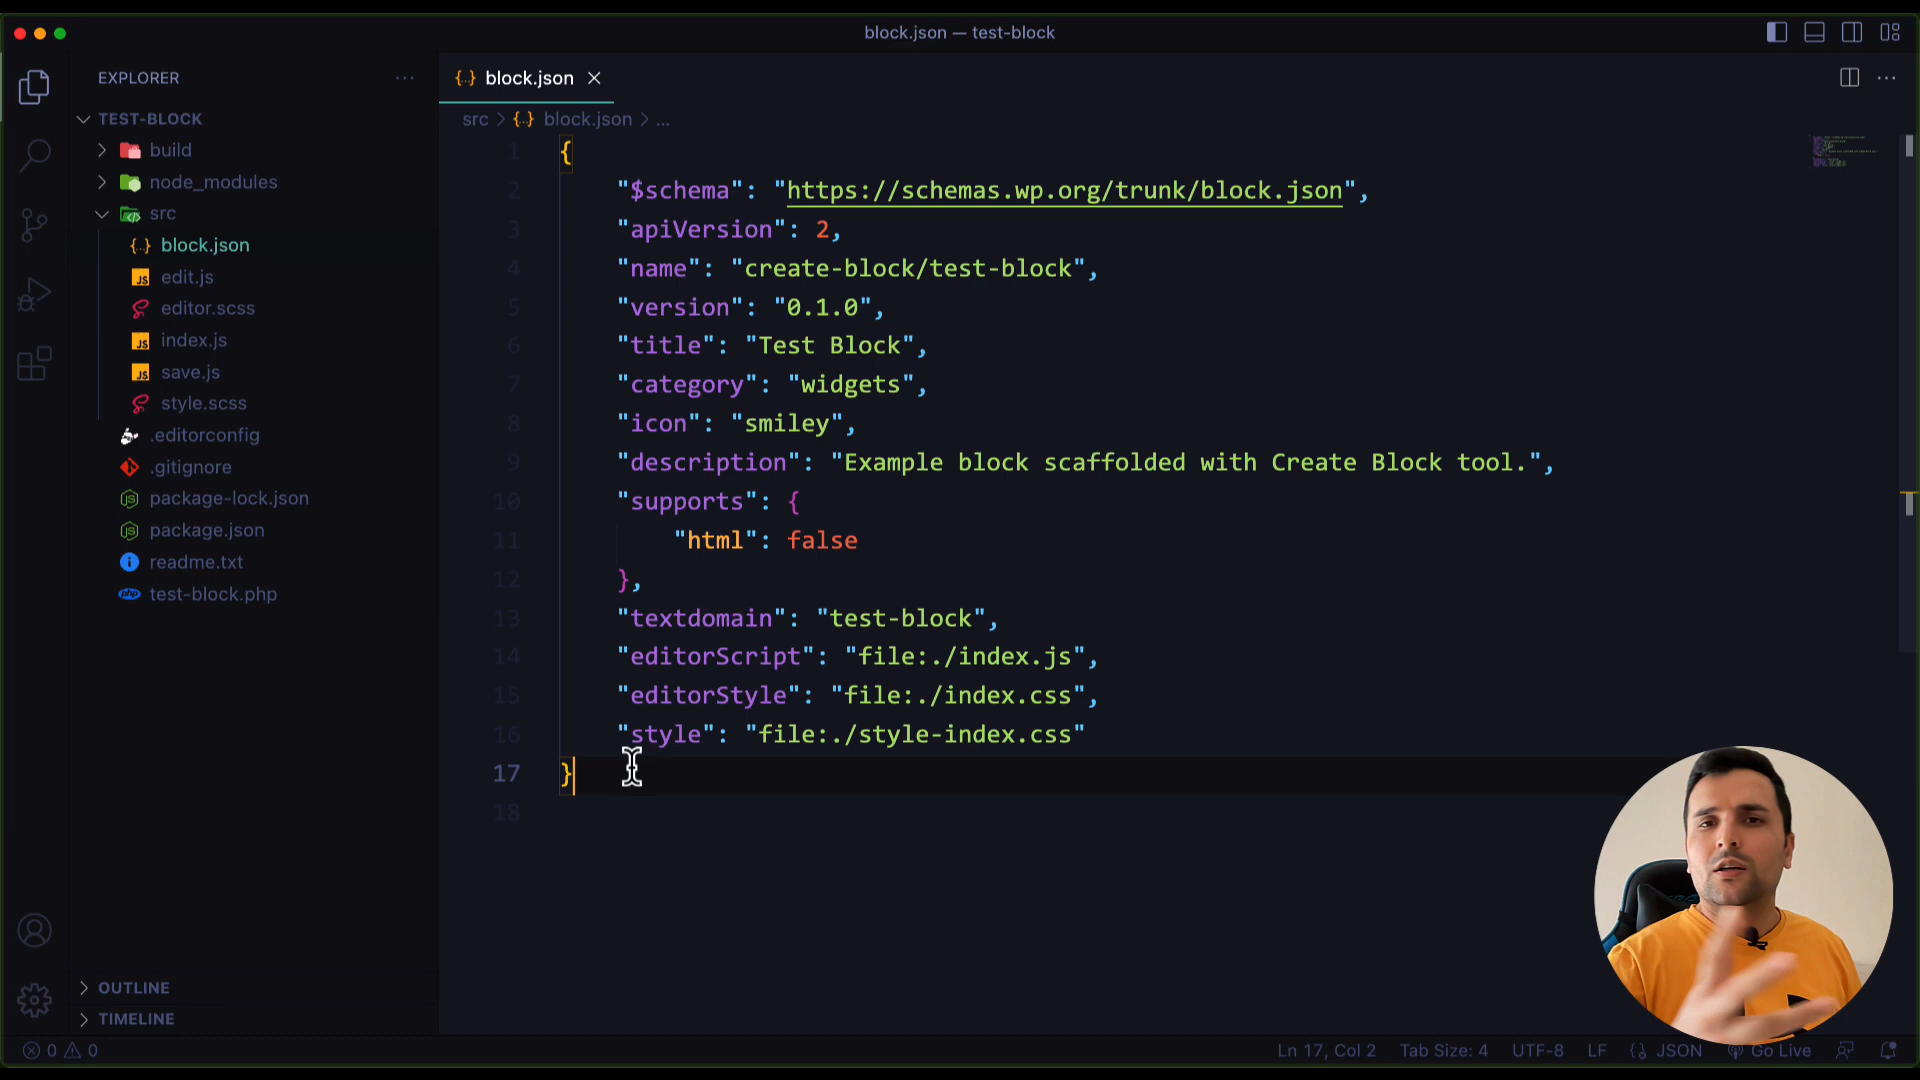 block.json — test-block
EXPLORER
TEST-BLOCK
build
node_modules
src
block.json
edit.js
editor.scss
index.js
save.js
style.scss
.editorconfig
.gitignore
package-lock.json
package.json
readme.txt
test-block.php
OUTLINE
TIMELINE
block.json
src > block.json > ...
1 {
2 "$schema": "https://schemas.wp.org/trunk/block.json",
3 "apiVersion": 2,
4 "name": "create-block/test-block",
5 "version": "0.1.0",
6 "title": "Test Block",
7 "category": "widgets",
8 "icon": "smiley",
9 "description": "Example block scaffolded with Create Block tool.",
10 "supports": {
11 "html": false
12 },
13 "textdomain": "test-block",
14 "editorScript": "file:./index.js",
15 "editorStyle": "file:./index.css",
16 "style": "file:./style-index.css"
17 }
18
0 0
Ln 17, Col 2 Tab Size: 4 UTF-8 LF {} JSON Go Live